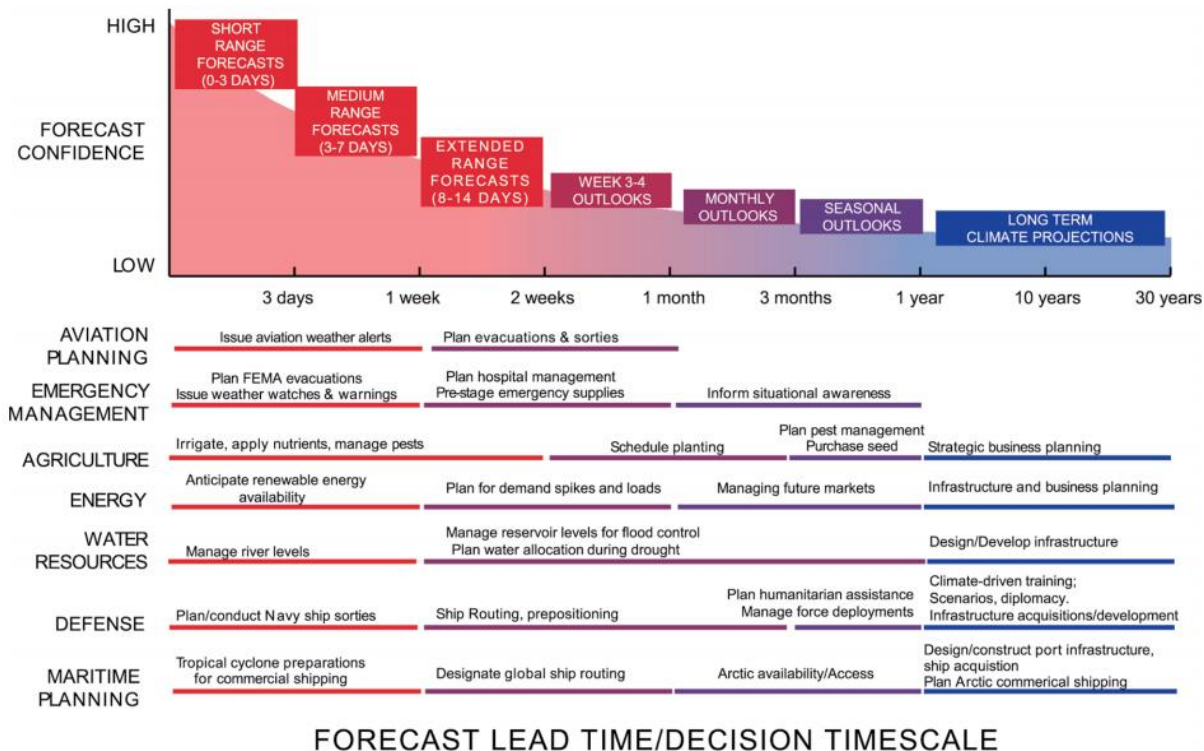 HIGH
FORECAST
CONFIDENCE
LOW
SHORT
RANGE
FORECASTS
(0-3 DAYS)
MEDIUM
RANGE
FORECASTS
(3-7 DAYS)
EXTENDED
RANGE
FORECASTS
(8-14 DAYS)
WEEK 3-4
OUTLOOKS
MONTHLY
OUTLOOKS
SEASONAL
OUTLOOKS
LONG TERM
CLIMATE PROJECTIONS
3 days 1 week 2 weeks 1 month 3 months 1 year 10 years 30 years
AVIATION
PLANNING
Issue aviation weather alerts
Plan evacuations & sorties
EMERGENCY
MANAGEMENT
Plan FEMA evacuations
Issue weather watches & warnings
Plan hospital management
Pre-stage emergency supplies
Inform situational awareness
AGRICULTURE
Irrigate, apply nutrients, manage pests
Schedule planting
Plan pest management
Purchase seed
Strategic business planning
ENERGY
Anticipate renewable energy
availability
Plan for demand spikes and loads
Managing future markets
Infrastructure and business planning
WATER
RESOURCES
Manage river levels
Manage reservoir levels for flood control
Plan water allocation during drought
Design/Develop infrastructure
DEFENSE
Plan/conduct Navy ship sorties
Ship Routing, prepositioning
Plan humanitarian assistance
Manage force deployments
Climate-driven training;
Scenarios, diplomacy.
Infrastructure acquisitions/development
MARITIME
PLANNING
Tropical cyclone preparations
for commercial shipping
Designate global ship routing
Arctic availability/Access
Design/construct port infrastructure,
ship acquistion
Plan Arctic commerical shipping
FORECAST LEAD TIME/DECISION TIMESCALE